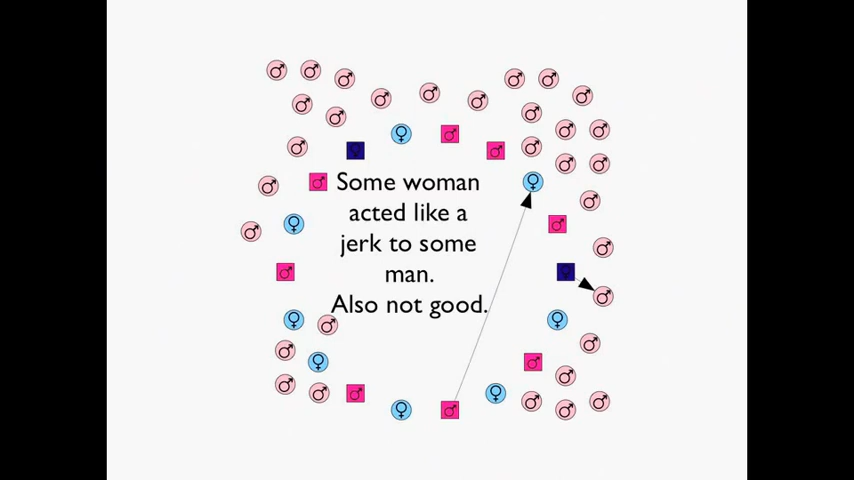 Some woman
acted like a
jerk to some
man.
Also not good.